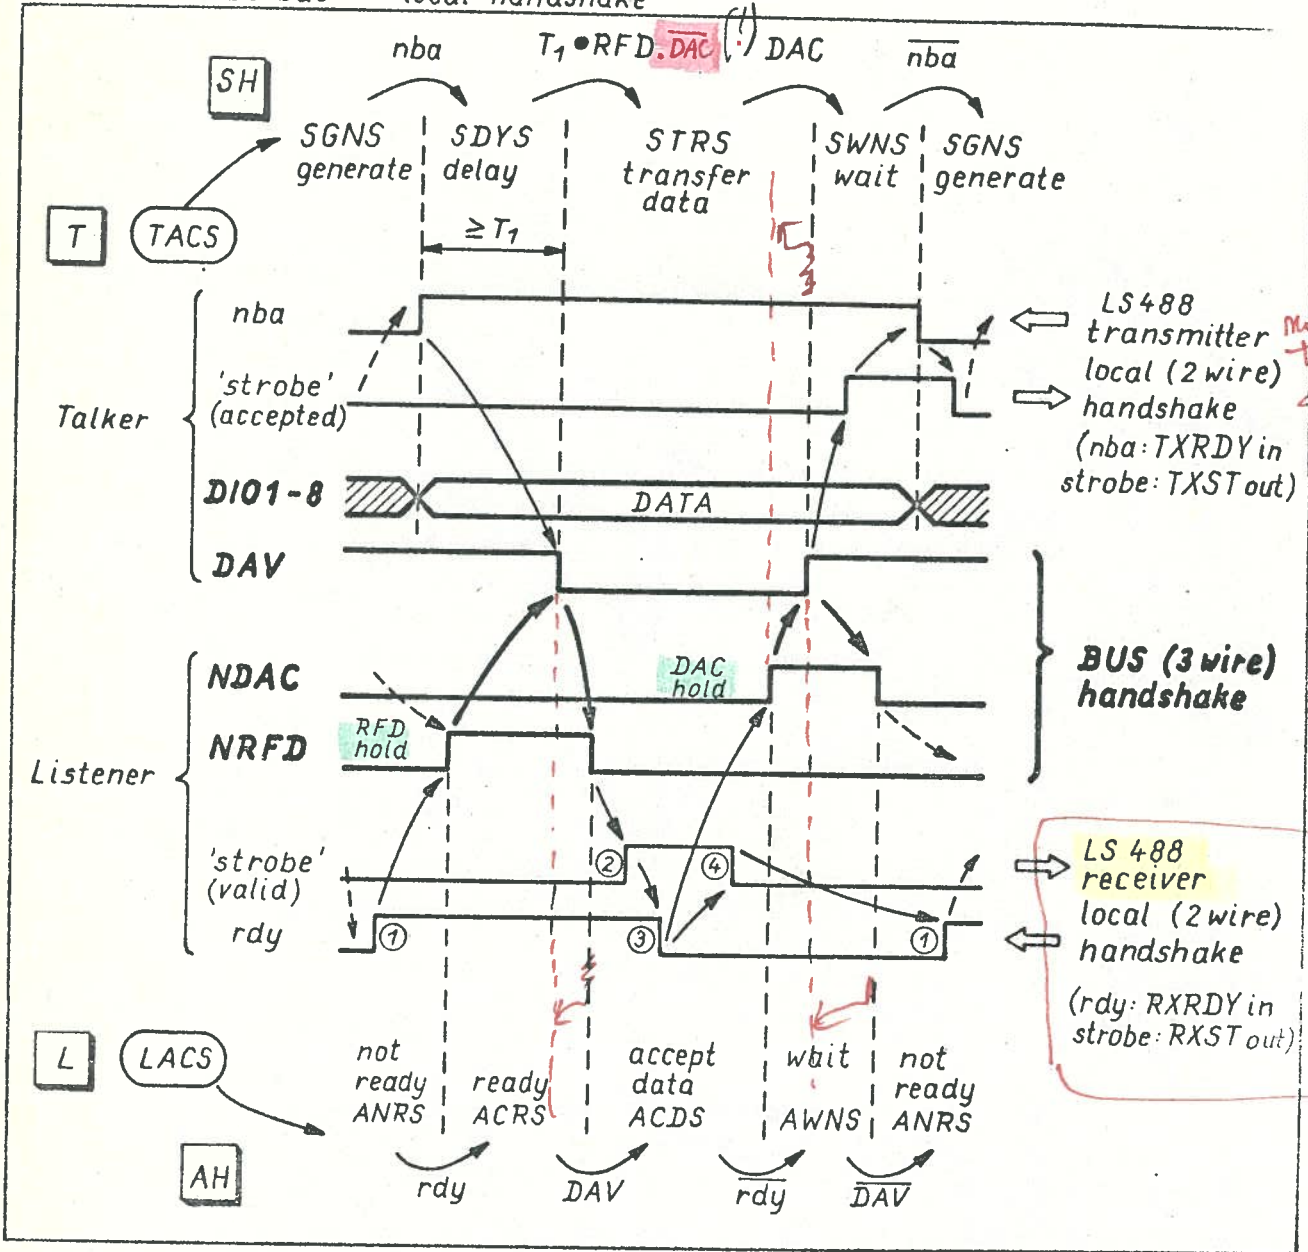 local handshake
nba
T₁•RFD.D̅A̅C̅ (!) DAC
n̅b̅a̅
SH
SGNS generate
SDYS delay
STRS transfer data
SWNS wait
SGNS generate
T
TACS
≥T₁
nba
'strobe' (accepted)
Talker
DIO1-8
DATA
DAV
LS488
transmitter
local (2 wire)
handshake
(nba: TXRDY in
strobe: TXST out)
NDAC
DAC
hold
NRFD
RFD
hold
BUS (3 wire)
handshake
Listener
'strobe'
(valid)
② ④
rdy
① ③ ①
LS 488
receiver
local (2 wire)
handshake
(rdy: RXRDY in
strobe: RXST out)
L
LACS
not
ready
ANRS
ready
ACRS
accept
data
ACDS
wait
AWNS
not
ready
ANRS
AH
rdy
DAV
r̅d̅y̅
D̅A̅V̅